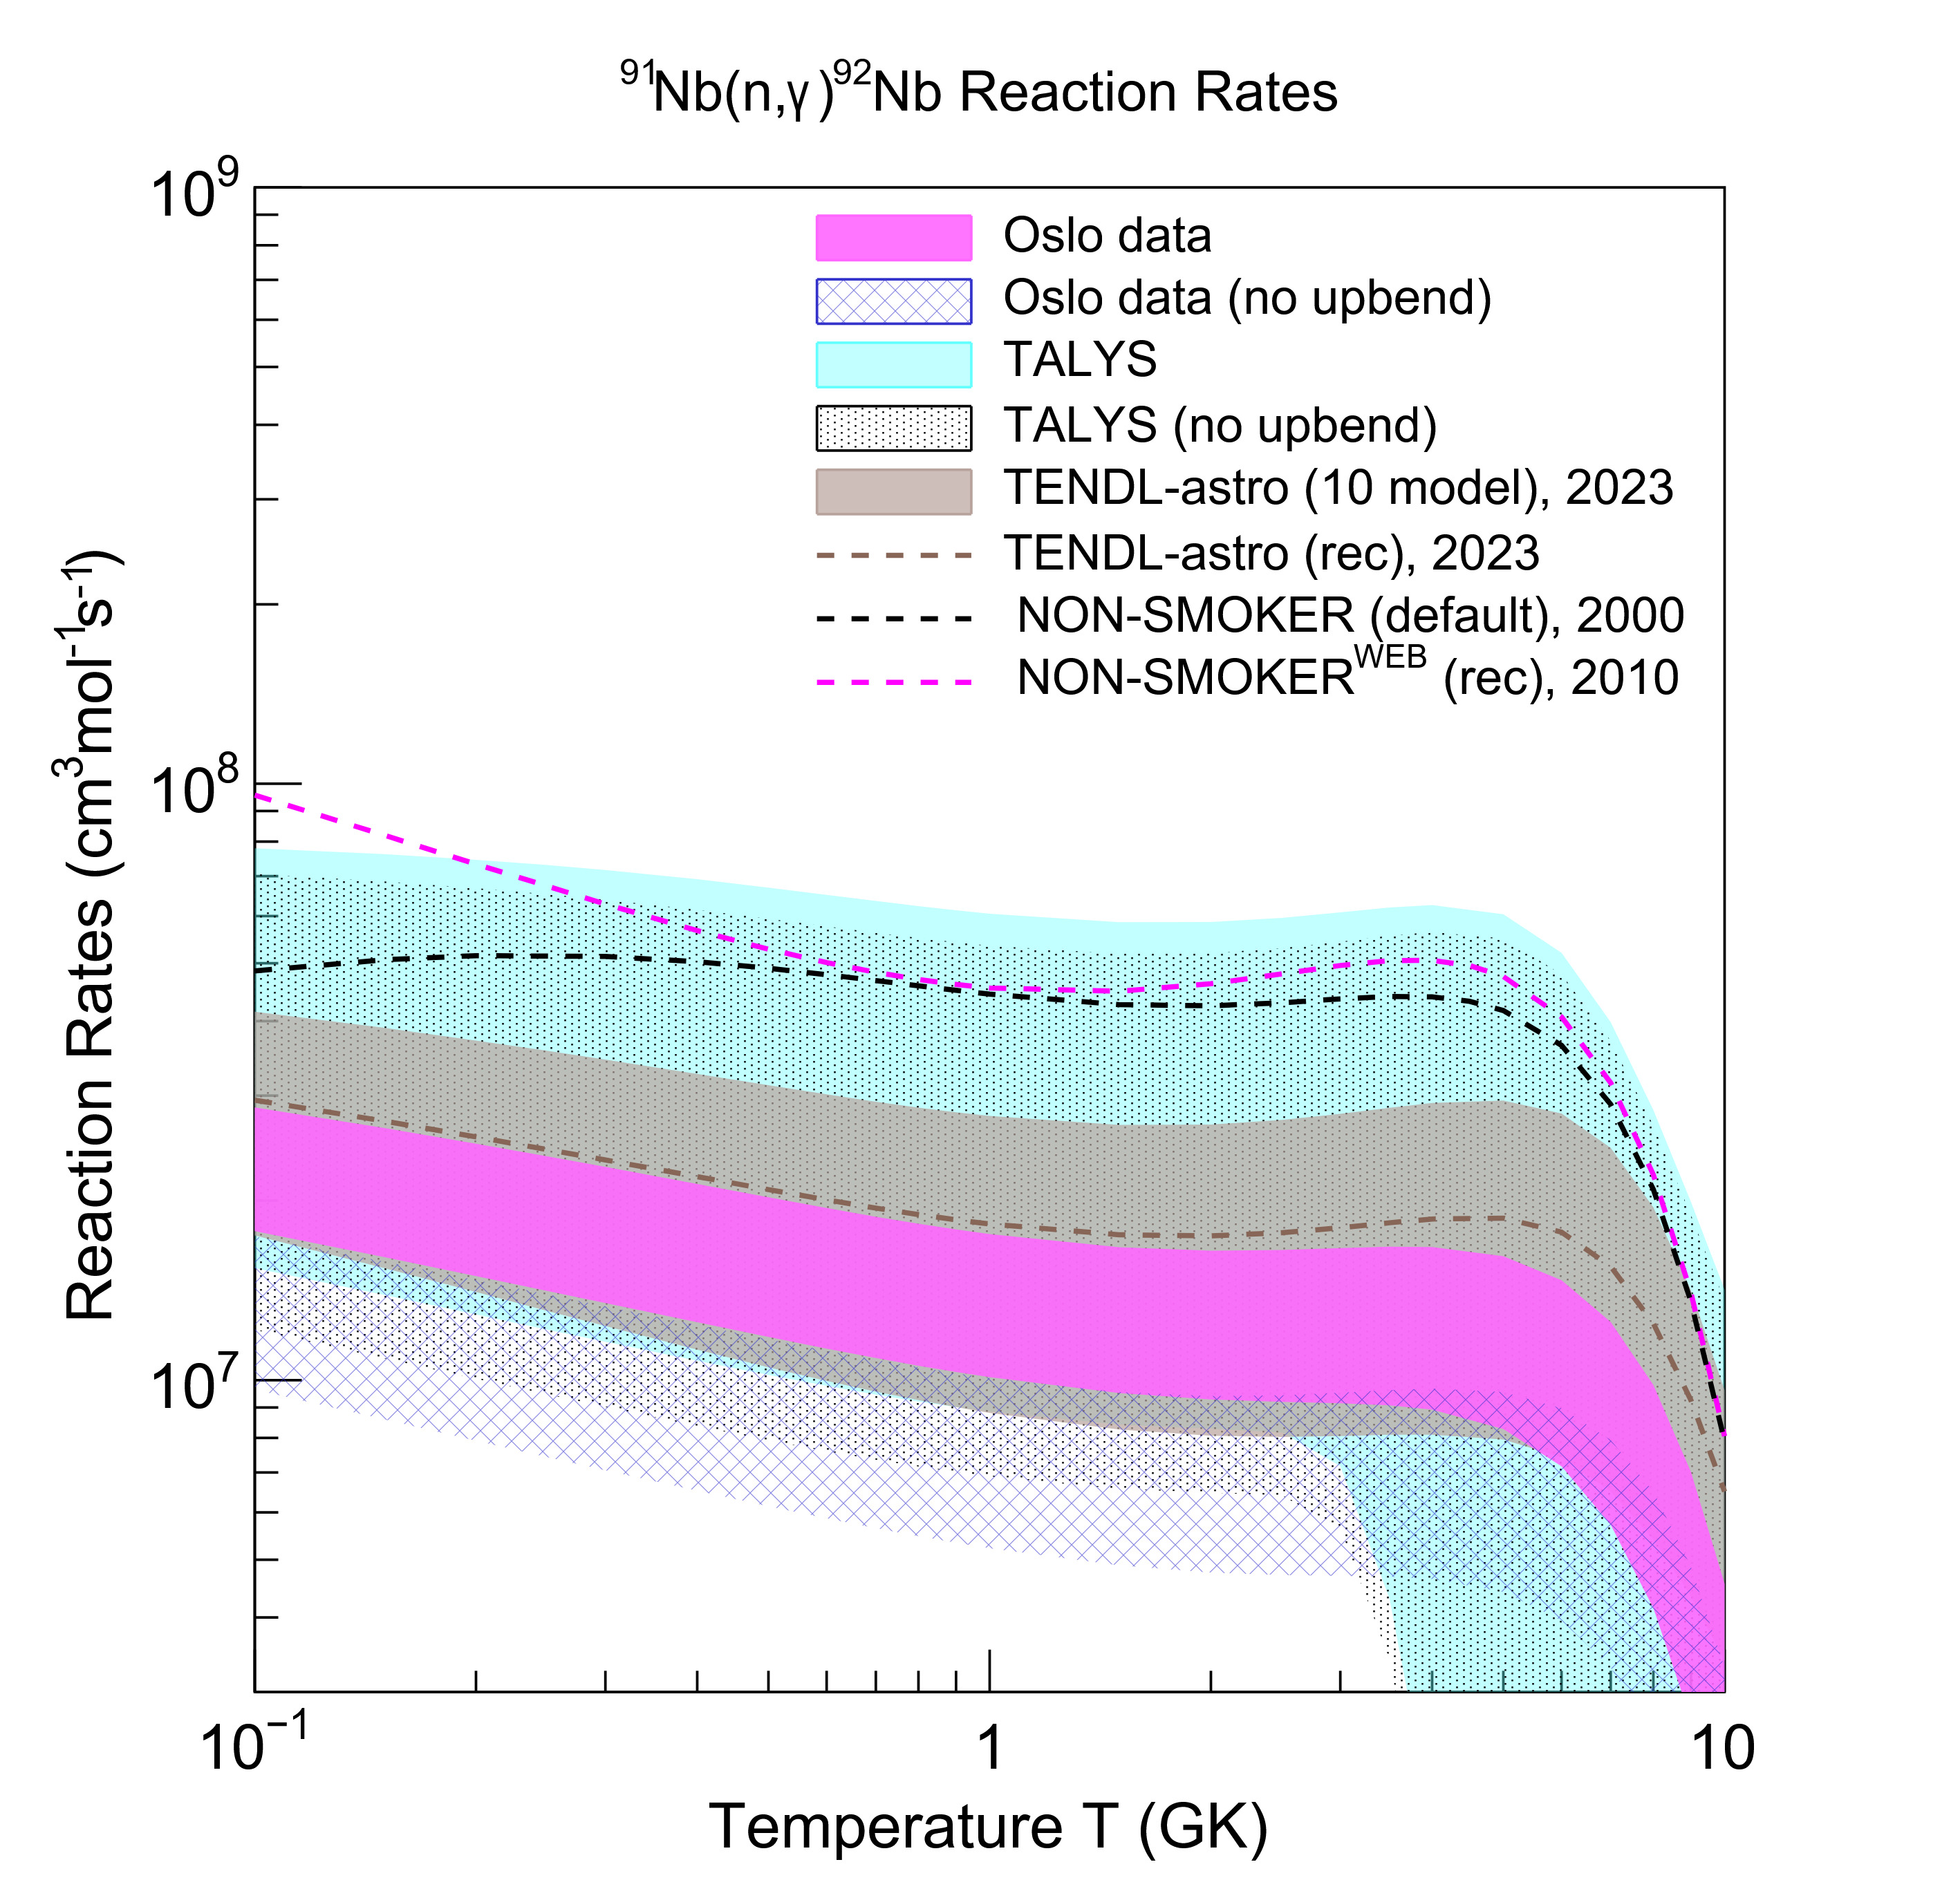 ⁹¹Nb(n,γ)⁹²Nb Reaction Rates
10⁹
Oslo data
Oslo data (no upbend)
TALYS
TALYS (no upbend)
TENDL-astro (10 model), 2023
TENDL-astro (rec), 2023
NON-SMOKER (default), 2000
NON-SMOKERᵂᴱᴮ (rec), 2010
10⁸
Reaction Rates (cm³mol⁻¹s⁻¹)
10⁷
10⁻¹
1
10
Temperature T (GK)